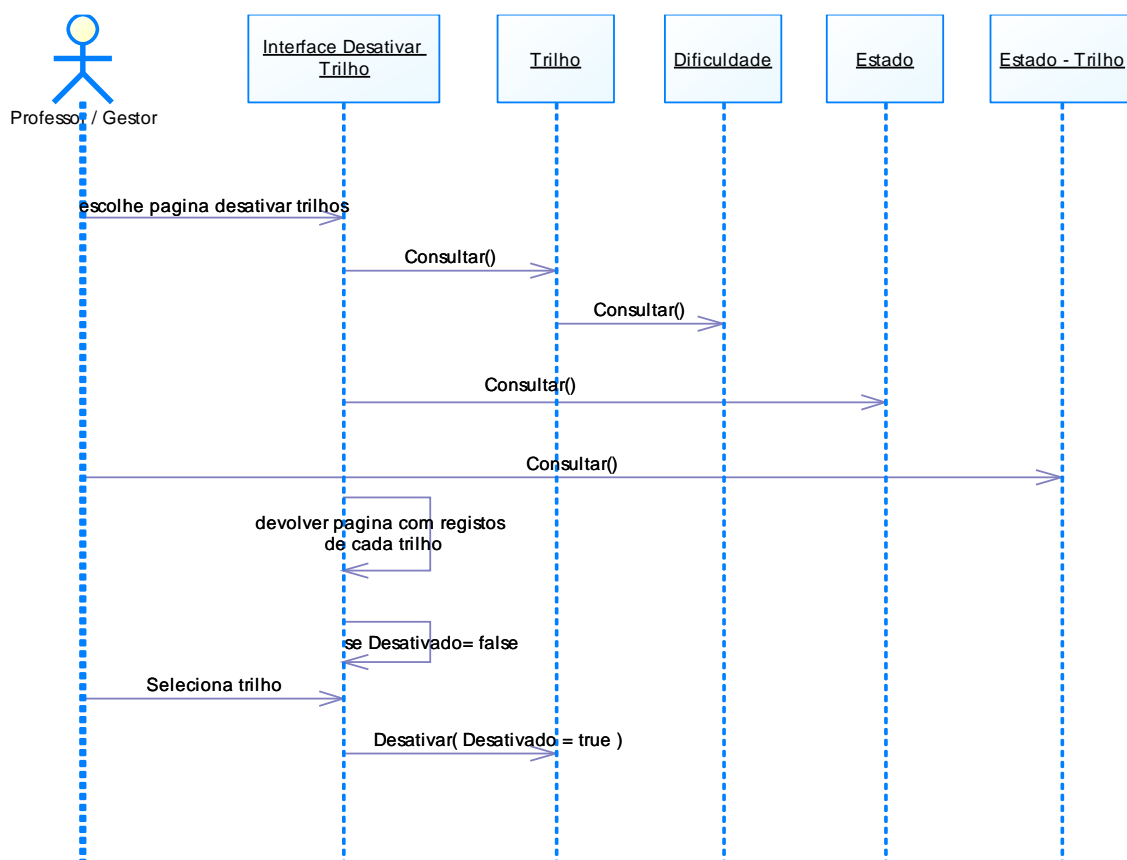 Interface Desativar
Trilho
Trilho
Dificuldade
Estado
Estado - Trilho
Professor / Gestor
escolhe pagina desativar trilhos
Consultar()
Consultar()
Consultar()
Consultar()
devolver pagina com registos
de cada trilho
se Desativado= false
Seleciona trilho
Desativar( Desativado = true )